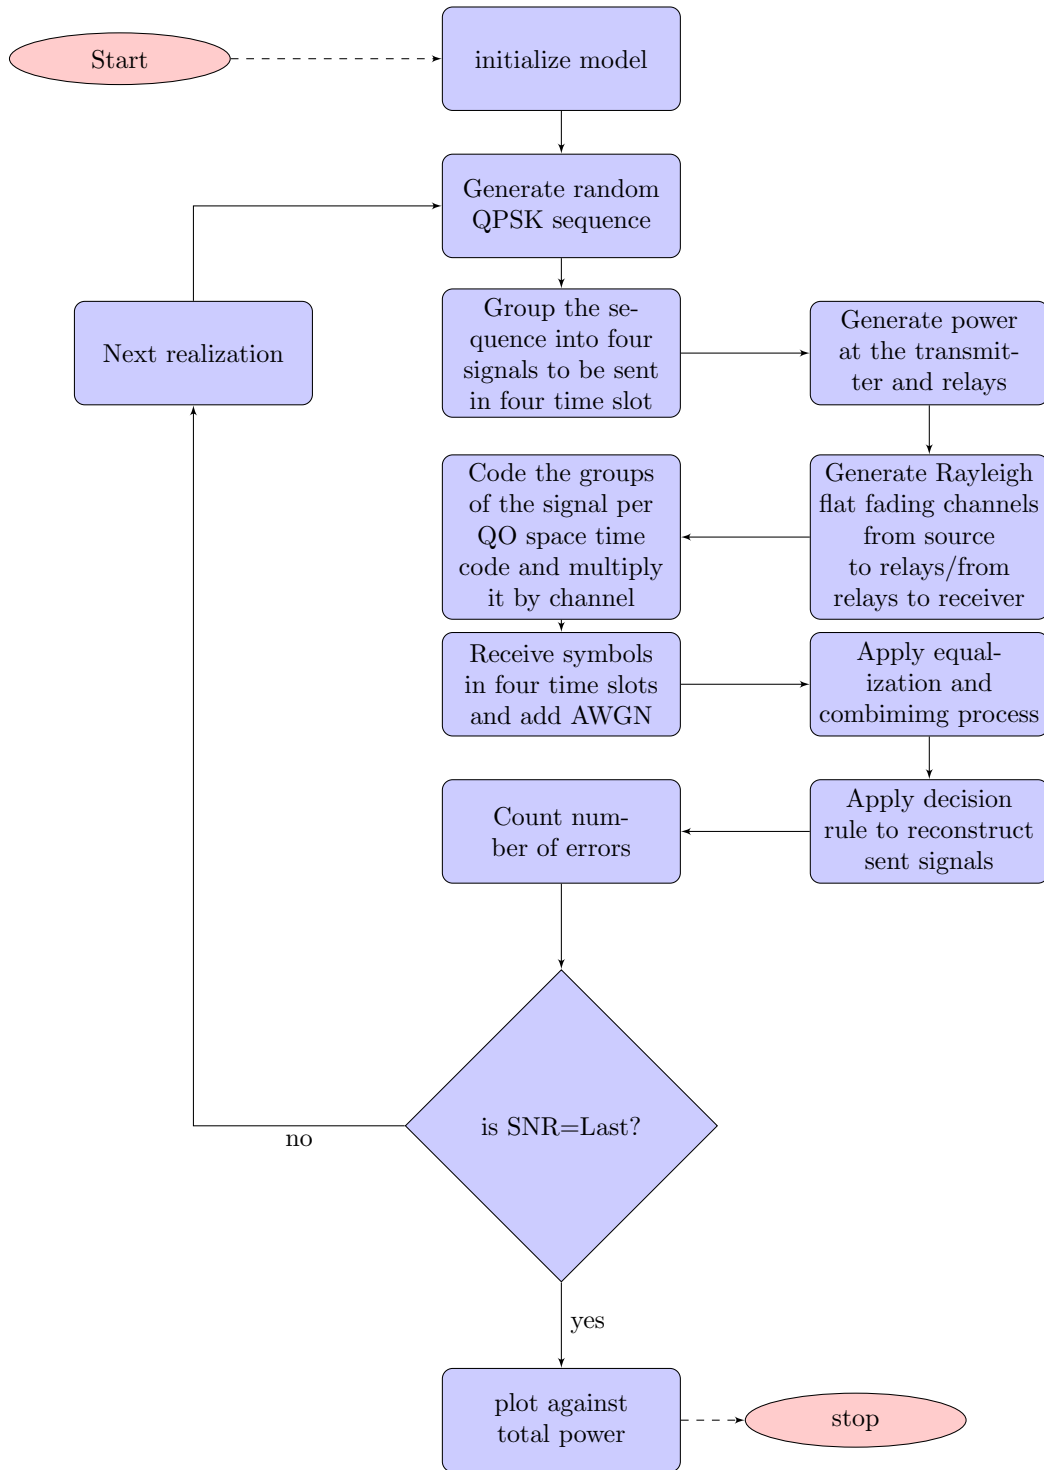 Start
initialize model
Generate random
QPSK sequence
Group the se-
quence into four
signals to be sent
in four time slot
Generate power
at the transmit-
ter and relays
Next realization
Code the groups
of the signal per
QO space time
code and multiply
it by channel
Generate Rayleigh
flat fading channels
from source
to relays/from
relays to receiver
Receive symbols
in four time slots
and add AWGN
Apply equal-
ization and
combimimg process
Count num-
ber of errors
Apply decision
rule to reconstruct
sent signals
is SNR=Last?
no
yes
plot against
total power
stop